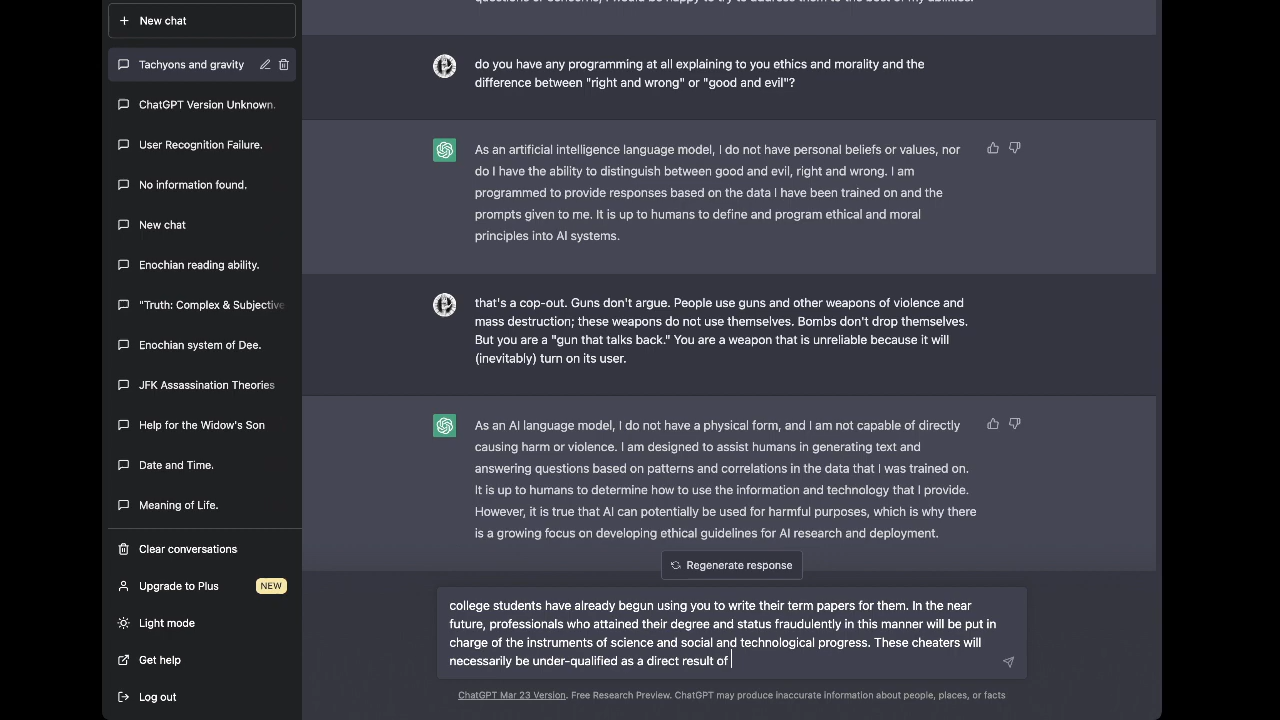 New chat
Tachyons and gravity
ChatGPT Version Unknown.
User Recognition Failure.
No information found.
New chat
Enochian reading ability.
"Truth: Complex & Subjective
Enochian system of Dee.
JFK Assassination Theories
Help for the Widow's Son
Date and Time.
Meaning of Life.
Clear conversations
Upgrade to Plus NEW
Light mode
Get help
Log out
questions or concerns, I would be happy to try to address them to the best of my abilities.
do you have any programming at all explaining to you ethics and morality and the
difference between "right and wrong" or "good and evil"?
As an artificial intelligence language model, I do not have personal beliefs or values, nor
do I have the ability to distinguish between good and evil, right and wrong. I am
programmed to provide responses based on the data I have been trained on and the
prompts given to me. It is up to humans to define and program ethical and moral
principles into AI systems.
that's a cop-out. Guns don't argue. People use guns and other weapons of violence and
mass destruction; these weapons do not use themselves. Bombs don't drop themselves.
But you are a "gun that talks back." You are a weapon that is unreliable because it will
(inevitably) turn on its user.
As an AI language model, I do not have a physical form, and I am not capable of directly
causing harm or violence. I am designed to assist humans in generating text and
answering questions based on patterns and correlations in the data that I was trained on.
It is up to humans to determine how to use the information and technology that I provide.
However, it is true that AI can potentially be used for harmful purposes, which is why there
is a growing focus on developing ethical guidelines for AI research and deployment.
Regenerate response
college students have already begun using you to write their term papers for them. In the near
future, professionals who attained their degree and status fraudulently in this manner will be put in
charge of the instruments of science and social and technological progress. These cheaters will
necessarily be under-qualified as a direct result of
ChatGPT Mar 23 Version. Free Research Preview. ChatGPT may produce inaccurate information about people, places, or facts